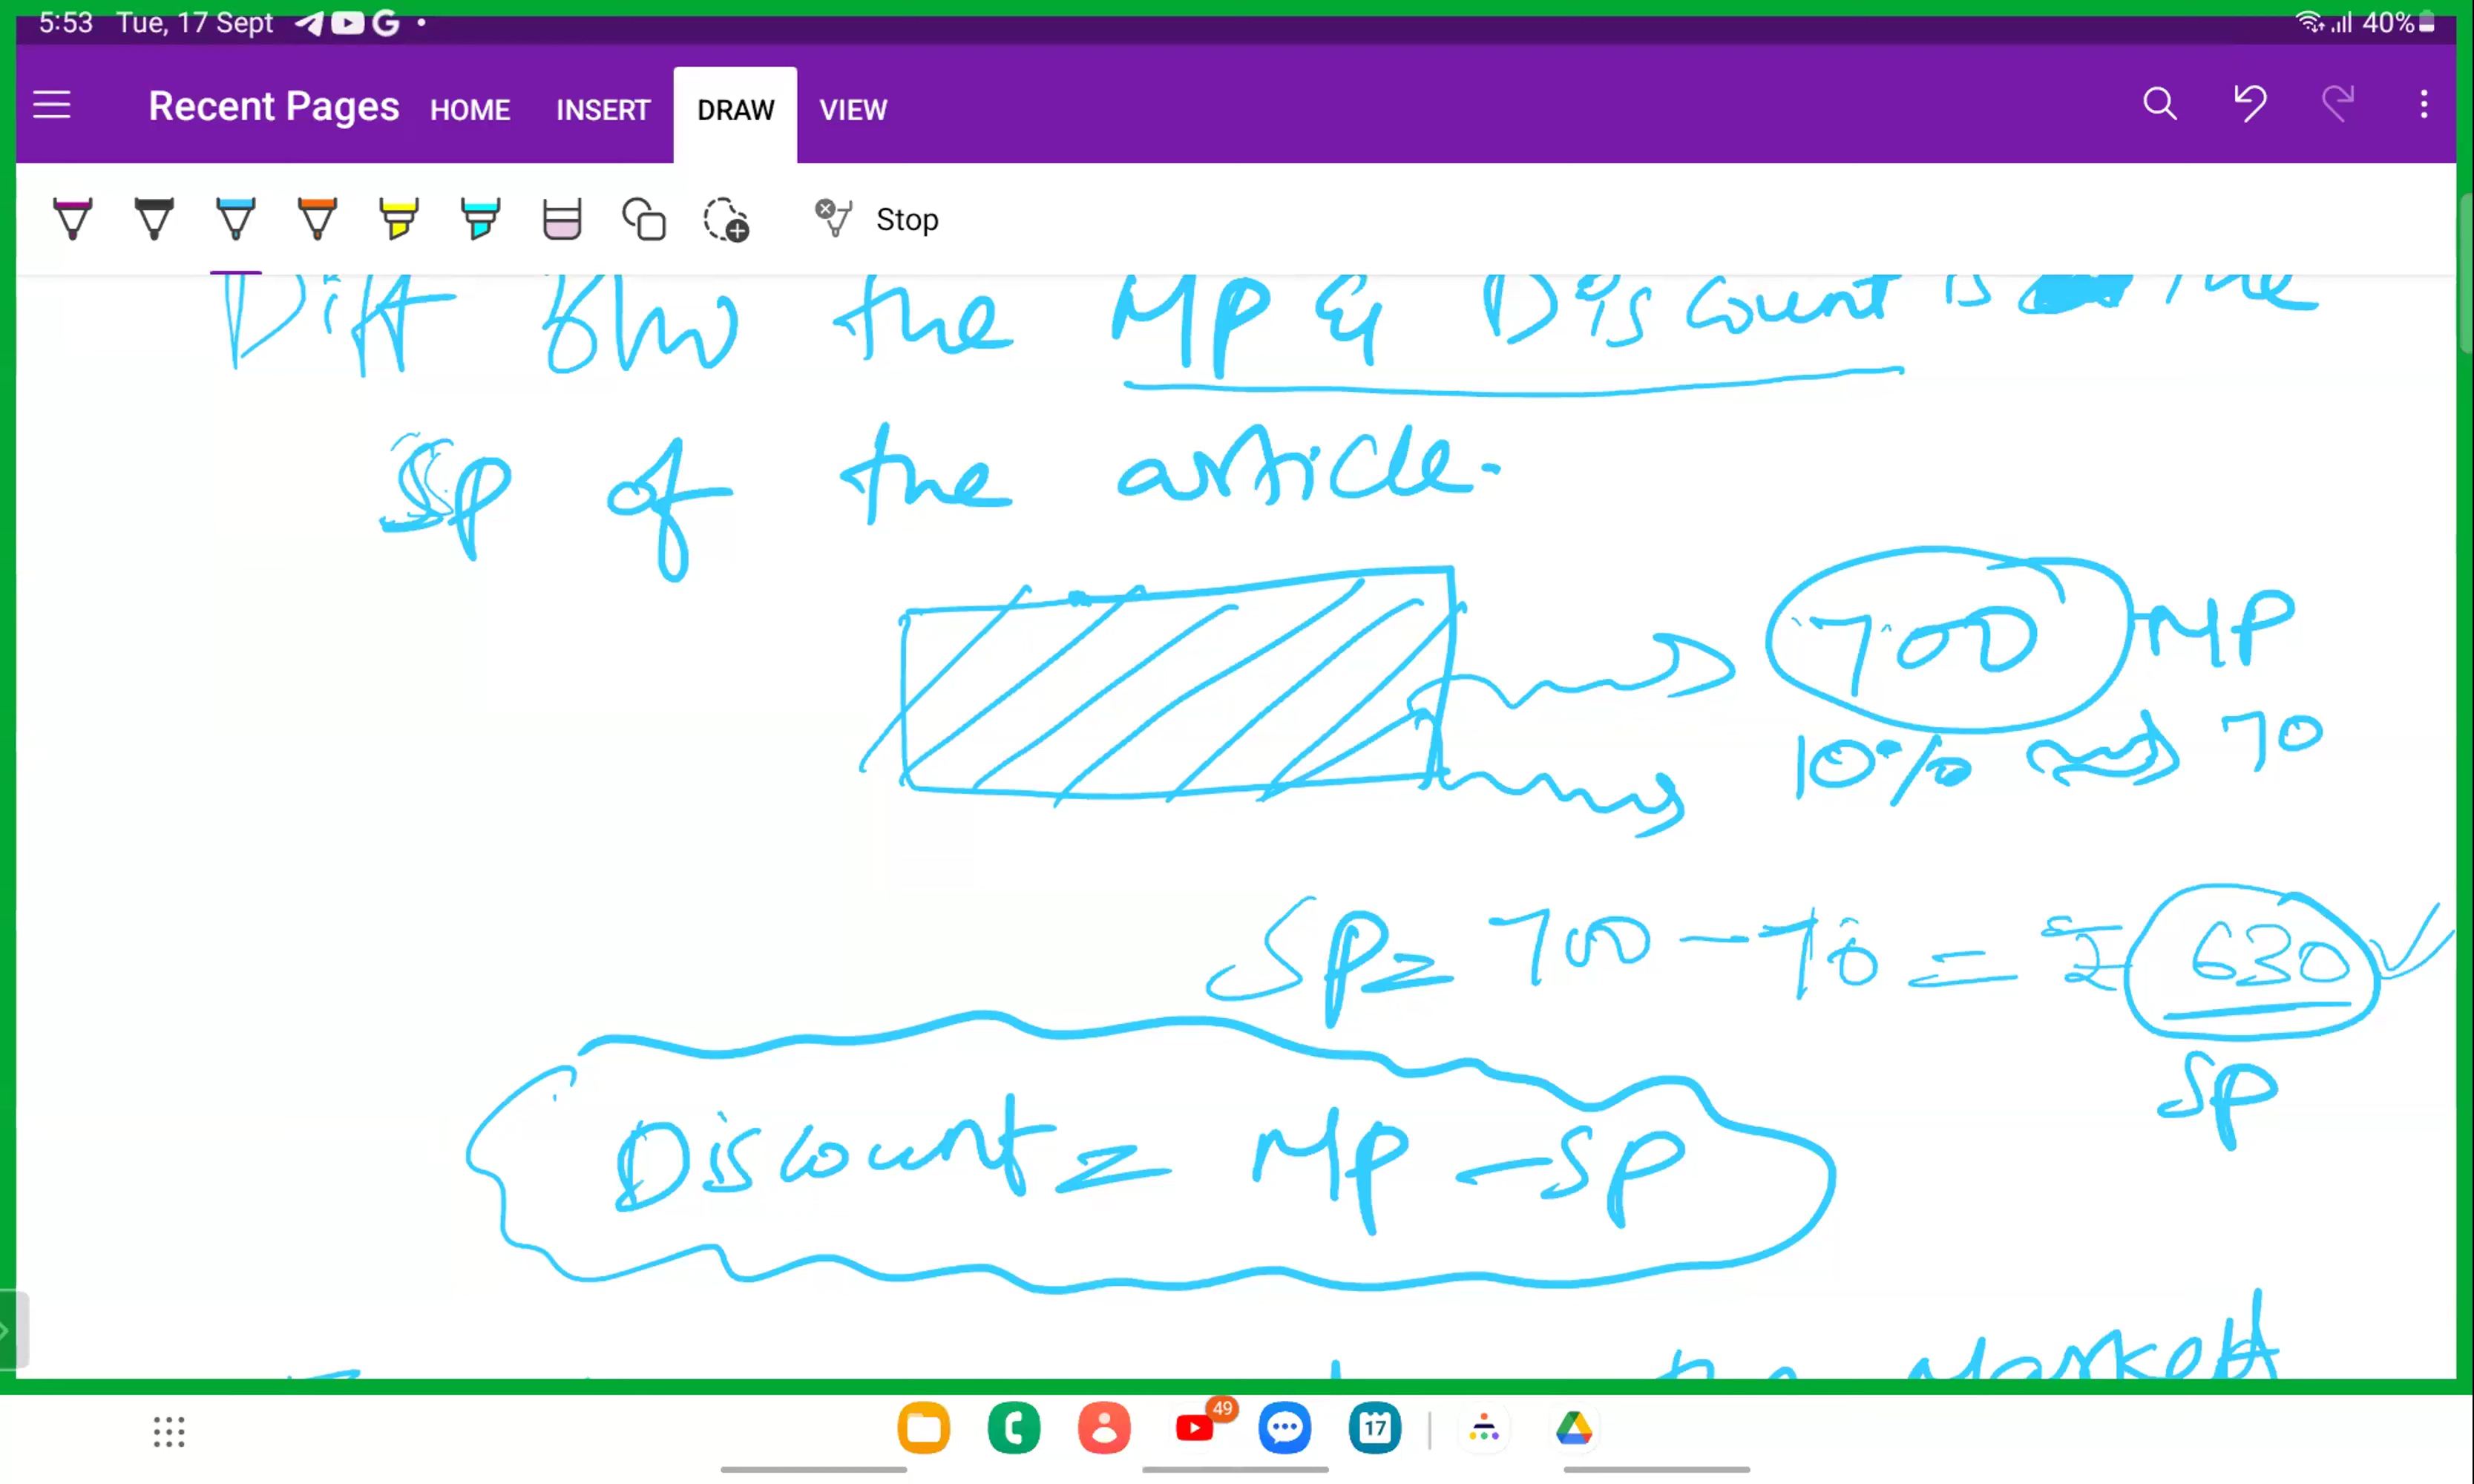 5:53 Tue, 17 Sept 40%
Recent Pages HOME INSERT DRAW VIEW
Stop
Diff b/w the MP & Discount is the
SP of the article.
700 MP
10% 70
SP = 700 - 70 = ₹ 630
SP
Discount = MP - SP
Market
49
17